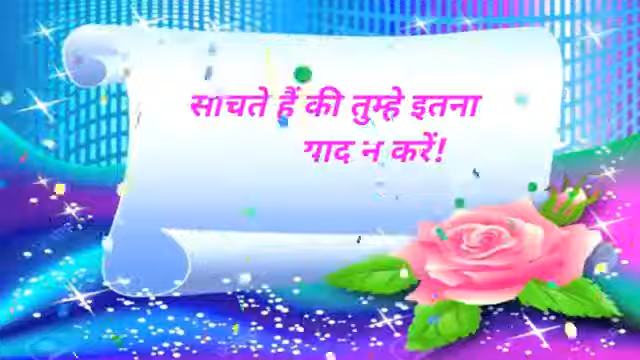 सोचते हैं की तुम्हे इतना
याद न करें!